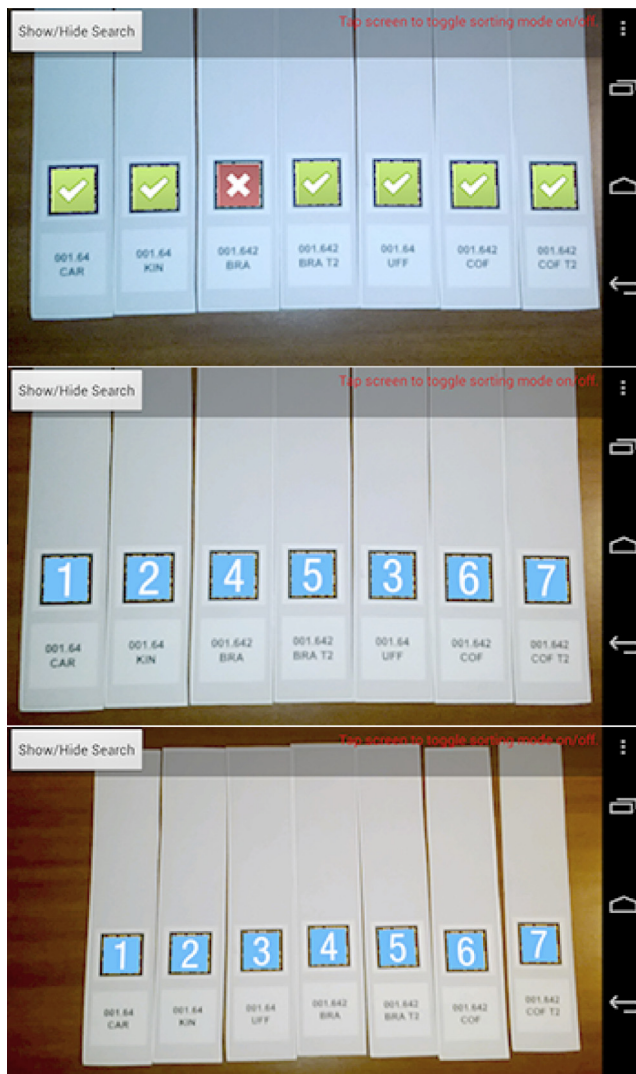 Show/Hide Search
Tap screen to toggle sorting mode on/off.
001.64
CAR
001.64
KIN
001.642
BRA
001.642
BRA T2
001.64
UFF
001.642
COF
001.642
COF T2
Show/Hide Search
Tap screen to toggle sorting mode on/off.
1
2
4
5
3
6
7
001.64
CAR
001.64
KIN
001.642
BRA
001.642
BRA T2
001.64
UFF
001.642
COF
001.642
COF T2
Show/Hide Search
Tap screen to toggle sorting mode on/off.
1
2
3
4
5
6
7
001.64
CAR
001.64
KIN
001.64
UFF
001.642
BRA
001.642
BRA T2
001.642
COF
001.642
COF T2